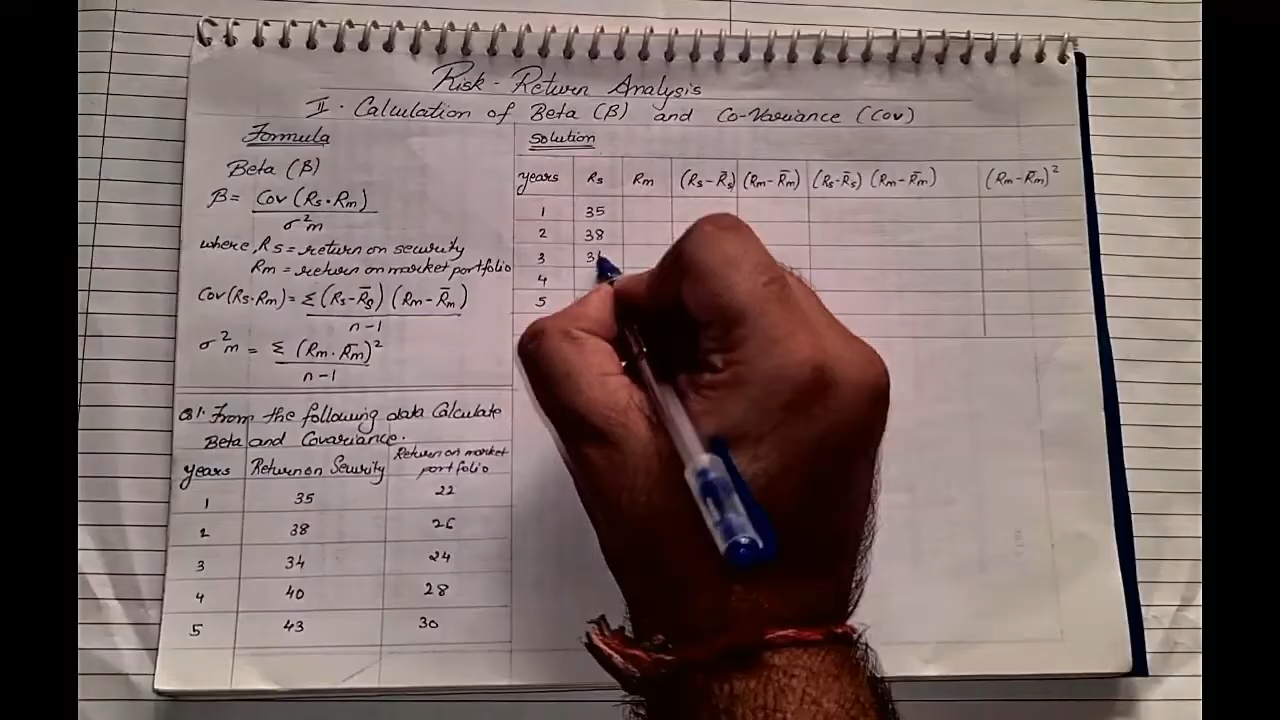 Risk-Return Analysis
II. Calculation of Beta (β) and Co-Variance (Cov)
Formula
Beta (β)
β = Cov (Rs·Rm)
σ²m
where, Rs = return on security
Rm = return on market portfolio
Cov (Rs·Rm) = Σ (Rs-R̄s) (Rm-R̄m)
n-1
σ²m = Σ (Rm·R̄m)²
n-1
Q1. From the following data Calculate
Beta and Covariance.
years Return on Security Return on market portfolio
1 35 22
2 38 26
3 34 24
4 40 28
5 43 30
Solution
years Rs Rm (Rs-R̄s) (Rm-R̄m) (Rs-R̄s) (Rm-R̄m) (Rm-R̄m)²
1 35
2 38
3 3
4
5